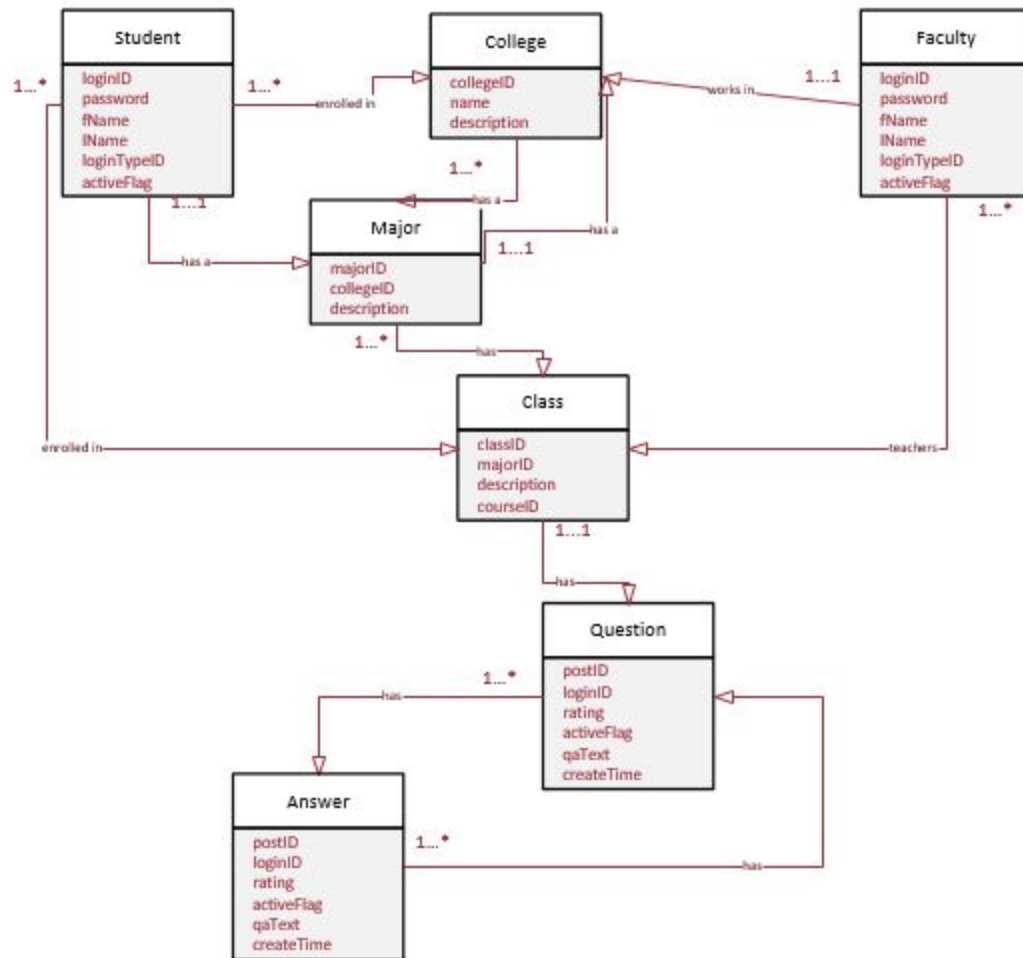 Student
loginID
password
fName
lName
loginTypeID
activeFlag
1...*
1...*
enrolled in
College
collegeID
name
description
1...1
works in
Faculty
loginID
password
fName
lName
loginTypeID
activeFlag
1...*
has a
1...1
has a
Major
majorID
collegeID
description
1...1
has a
1...*
1...*
has
Class
classID
majorID
description
courseID
enrolled in
teachers
1...1
has
Question
postID
loginID
rating
activeFlag
qaText
createTime
1...*
has
Answer
postID
loginID
rating
activeFlag
qaText
createTime
1...*
has